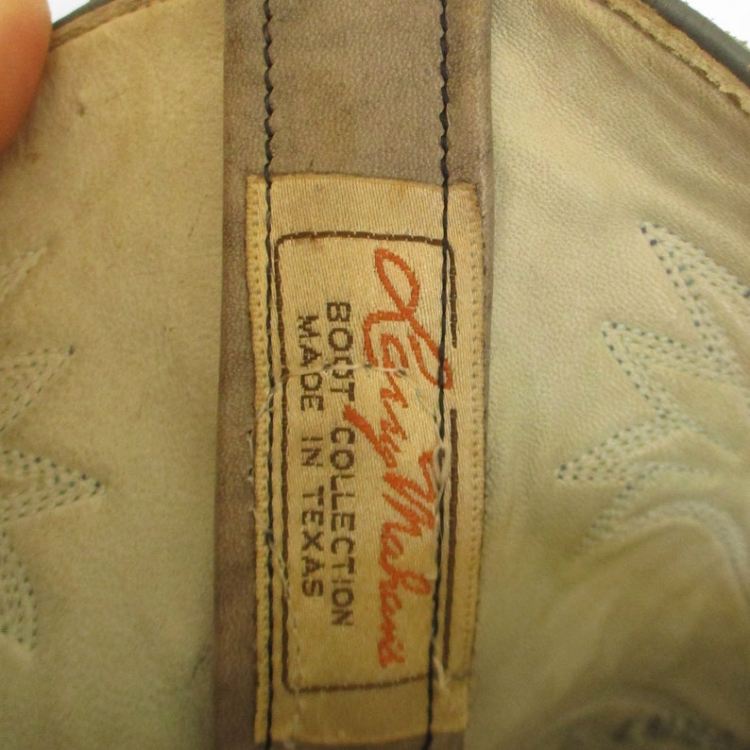 Larry Mahan's
BOOT COLLECTION
MADE IN TEXAS